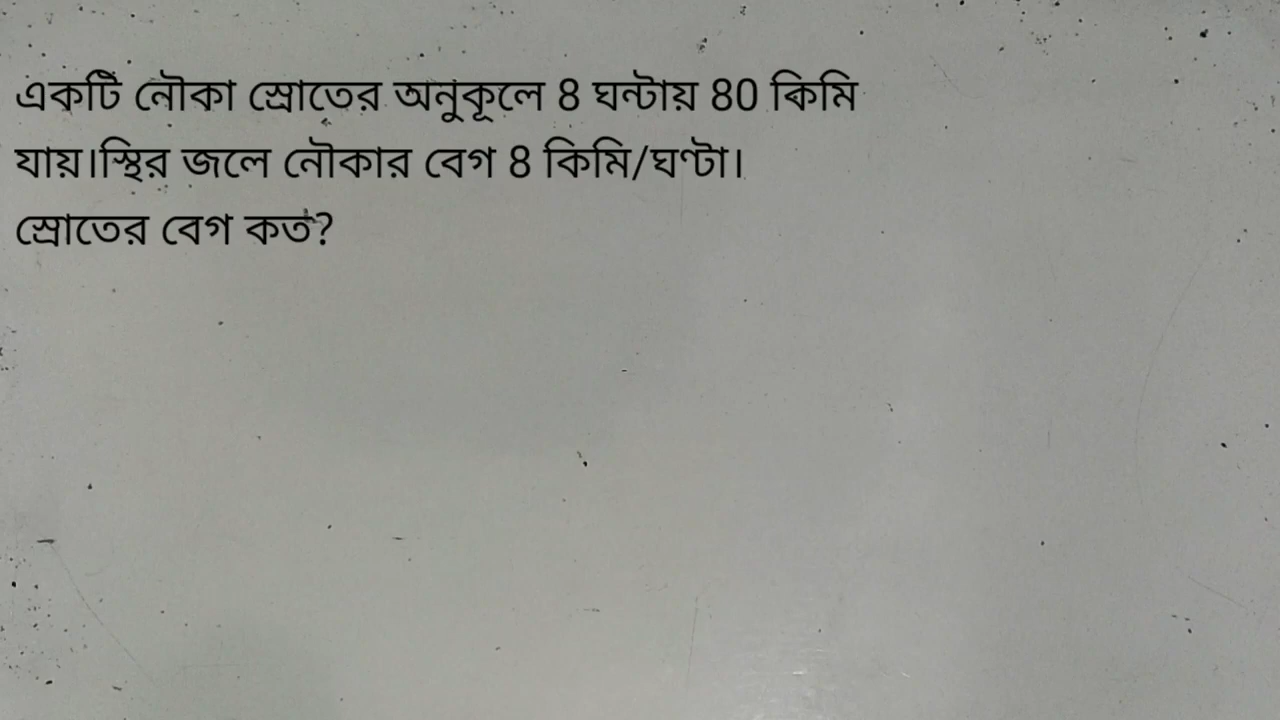 একটি নৌকা স্রোতের অনুকূলে 8 ঘন্টায় 80 কিমি
যায়।স্থির জলে নৌকার বেগ 8 কিমি/ঘণ্টা।
স্রোতের বেগ কত?